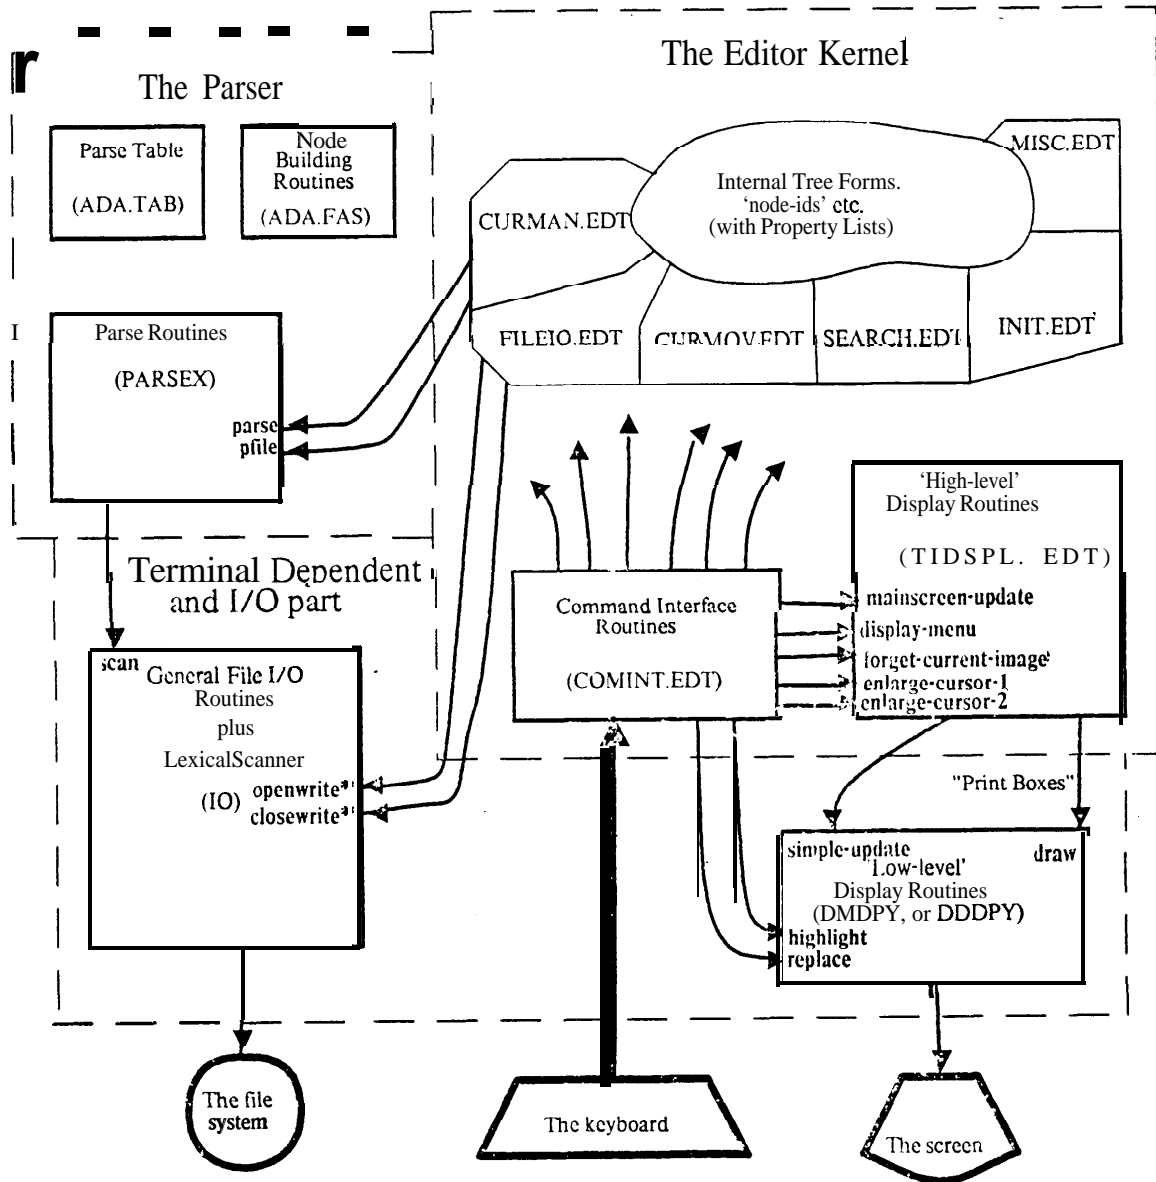 The Parser
Parse Table
(ADA.TAB)
Node
Building
Routines
(ADA.FAS)
Parse Routines
(PARSEX)
parse
pfile
The Editor Kernel
CURMAN.EDT
Internal Tree Forms.
‘node-ids’ etc.
(with Property Lists)
MISC.EDT
FILEIO.EDT
CURMOV.EDT
SEARCH.EDT
INIT.EDT
Command Interface
Routines
(COMINT.EDT)
‘High-level’
Display Routines
(TIDSPL. EDT)
mainscreen-update
display-menu
forget-current-image
enlarge-cursor-1
enlarge-cursor-2
Terminal Dependent
and I/O part
scan
General File I/O
Routines
plus
LexicalScanner
(IO)
openwrite
closewrite
"Print Boxes"
simple-update
draw
'Low-level'
Display Routines
(DMDPY, or DDDPY)
highlight
replace
The file
system
The keyboard
The screen